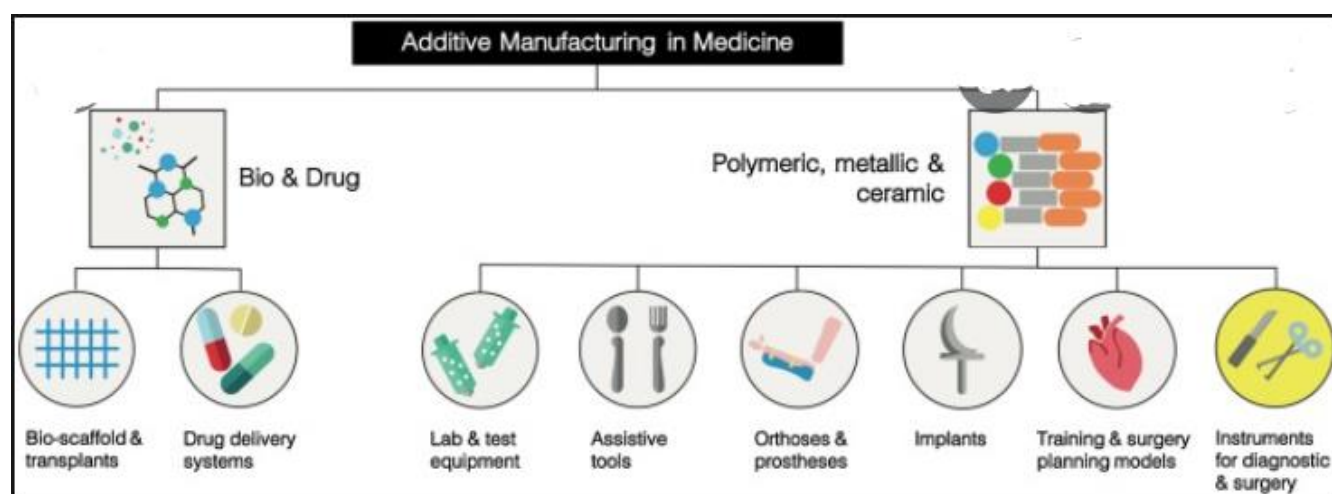 Additive Manufacturing in Medicine
Bio & Drug
Polymeric, metallic &
ceramic
Bio-scaffold &
transplants
Drug delivery
systems
Lab & test
equipment
Assistive
tools
Orthoses &
prostheses
Implants
Training & surgery
planning models
Instruments
for diagnostic
& surgery